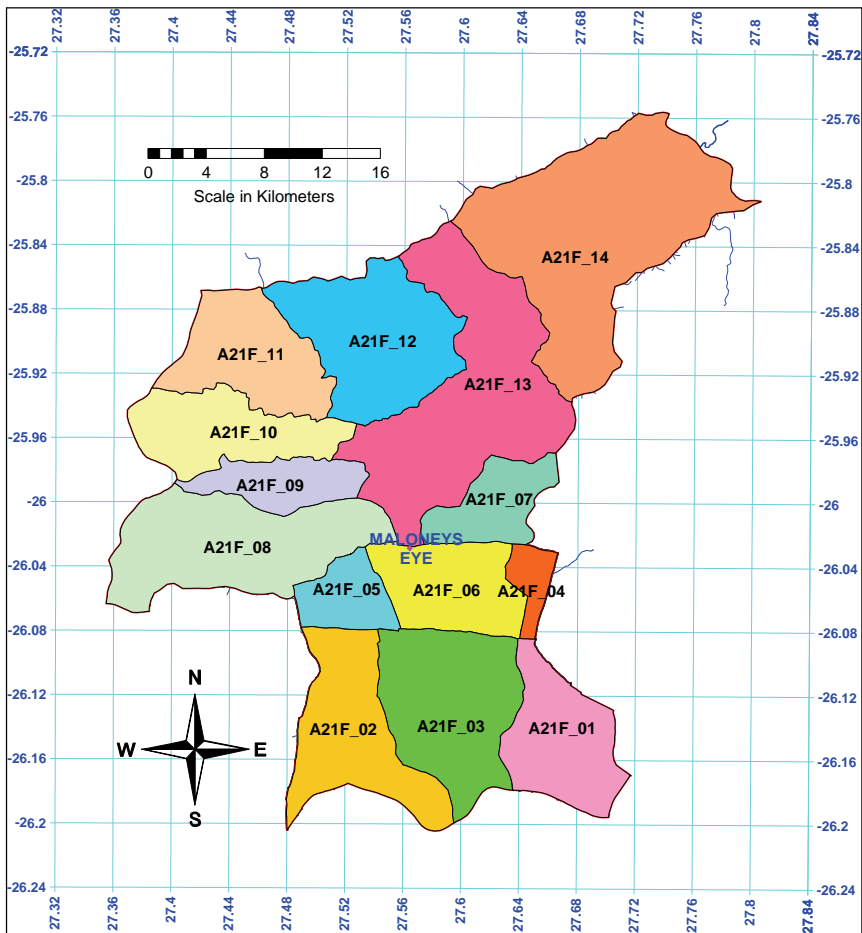 27.32 27.4 27.44 27.48 27.52 27.6 27.64 27.68 27.72 27.8 27.84
-25.72 -25.72
-25.76 -25.76
-25.8 -25.8
0 4 8 12 16
Scale in Kilometers
-25.84 -25.84
A21F_14
-25.88 -25.88
A21F_12
A21F_11
-25.92 -25.92
A21F_13
A21F_10
-25.96 -25.96
A21F_09
A21F_07
-26 -26
MALONEYS
EYE
A21F_08
-26.04 -26.04
A21F_05 A21F_06 A21F_04
-26.08 -26.08
N
-26.12 -26.12
A21F_02 A21F_03 A21F_01
W E
-26.16 -26.16
S
-26.2 -26.2
-26.24 -26.24
27.32 27.36 27.4 27.44 27.48 27.52 27.56 27.6 27.64 27.68 27.72 27.76 27.8 27.84